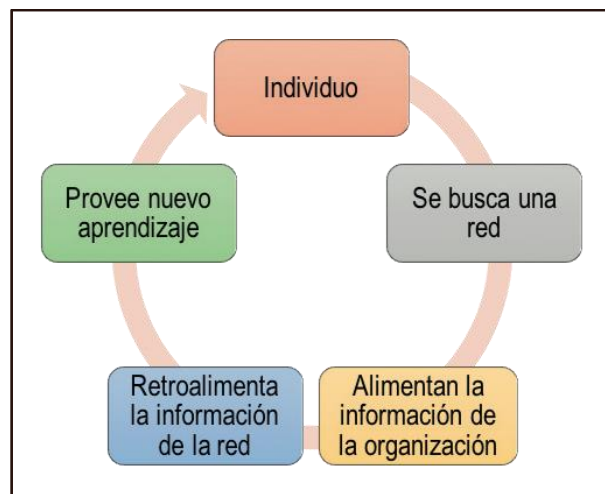 Individuo
Se busca una
red
Alimentan la
información de
la organización
Retroalimenta
la información
de la red
Provee nuevo
aprendizaje